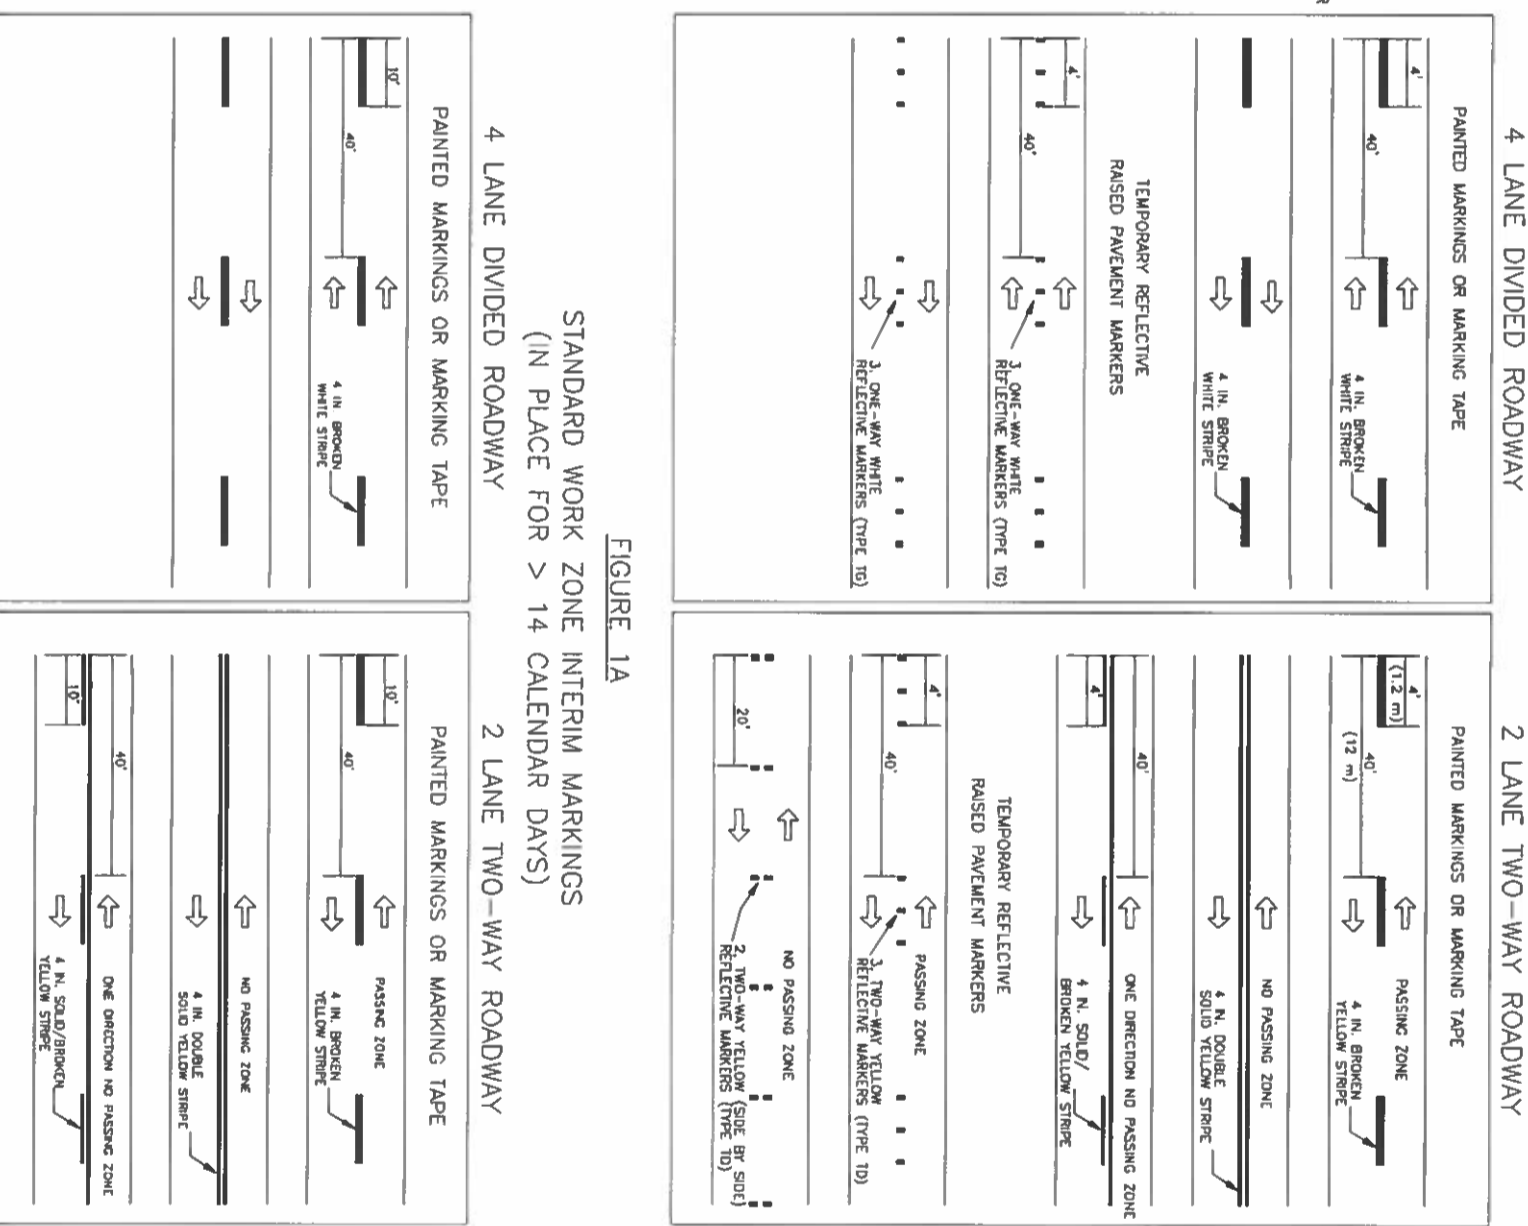 4 LANE DIVIDED ROADWAY
PAINTED MARKINGS OR MARKING TAPE
4'
40'
4 IN. BROKEN
WHITE STRIPE
4 IN. BROKEN
WHITE STRIPE
TEMPORARY REFLECTIVE
RAISED PAVEMENT MARKERS
4'
40'
3, ONE-WAY WHITE
REFLECTIVE MARKERS (TYPE TG)
3, ONE-WAY WHITE
REFLECTIVE MARKERS (TYPE TG)
2 LANE TWO-WAY ROADWAY
PAINTED MARKINGS OR MARKING TAPE
4'
(1.2 m)
40'
(12 m)
PASSING ZONE
4 IN. BROKEN
YELLOW STRIPE
NO PASSING ZONE
4 IN. DOUBLE
SOLID YELLOW STRIPE
40'
4'
ONE DIRECTION NO PASSING ZONE
4 IN. SOLID/
BROKEN YELLOW STRIPE
TEMPORARY REFLECTIVE
RAISED PAVEMENT MARKERS
4'
40'
PASSING ZONE
3, TWO-WAY YELLOW
REFLECTIVE MARKERS (TYPE TD)
20'
NO PASSING ZONE
2, TWO-WAY YELLOW (SIDE BY SIDE)
REFLECTIVE MARKERS (TYPE TD)
FIGURE 1A
STANDARD WORK ZONE INTERIM MARKINGS
(IN PLACE FOR > 14 CALENDAR DAYS)
4 LANE DIVIDED ROADWAY
PAINTED MARKINGS OR MARKING TAPE
10'
40'
4 IN. BROKEN
WHITE STRIPE
2 LANE TWO-WAY ROADWAY
PAINTED MARKINGS OR MARKING TAPE
10'
40'
PASSING ZONE
4 IN. BROKEN
YELLOW STRIPE
NO PASSING ZONE
4 IN. DOUBLE
SOLID YELLOW STRIPE
40'
10'
ONE DIRECTION NO PASSING ZONE
4 IN. SOLID/BROKEN
YELLOW STRIPE